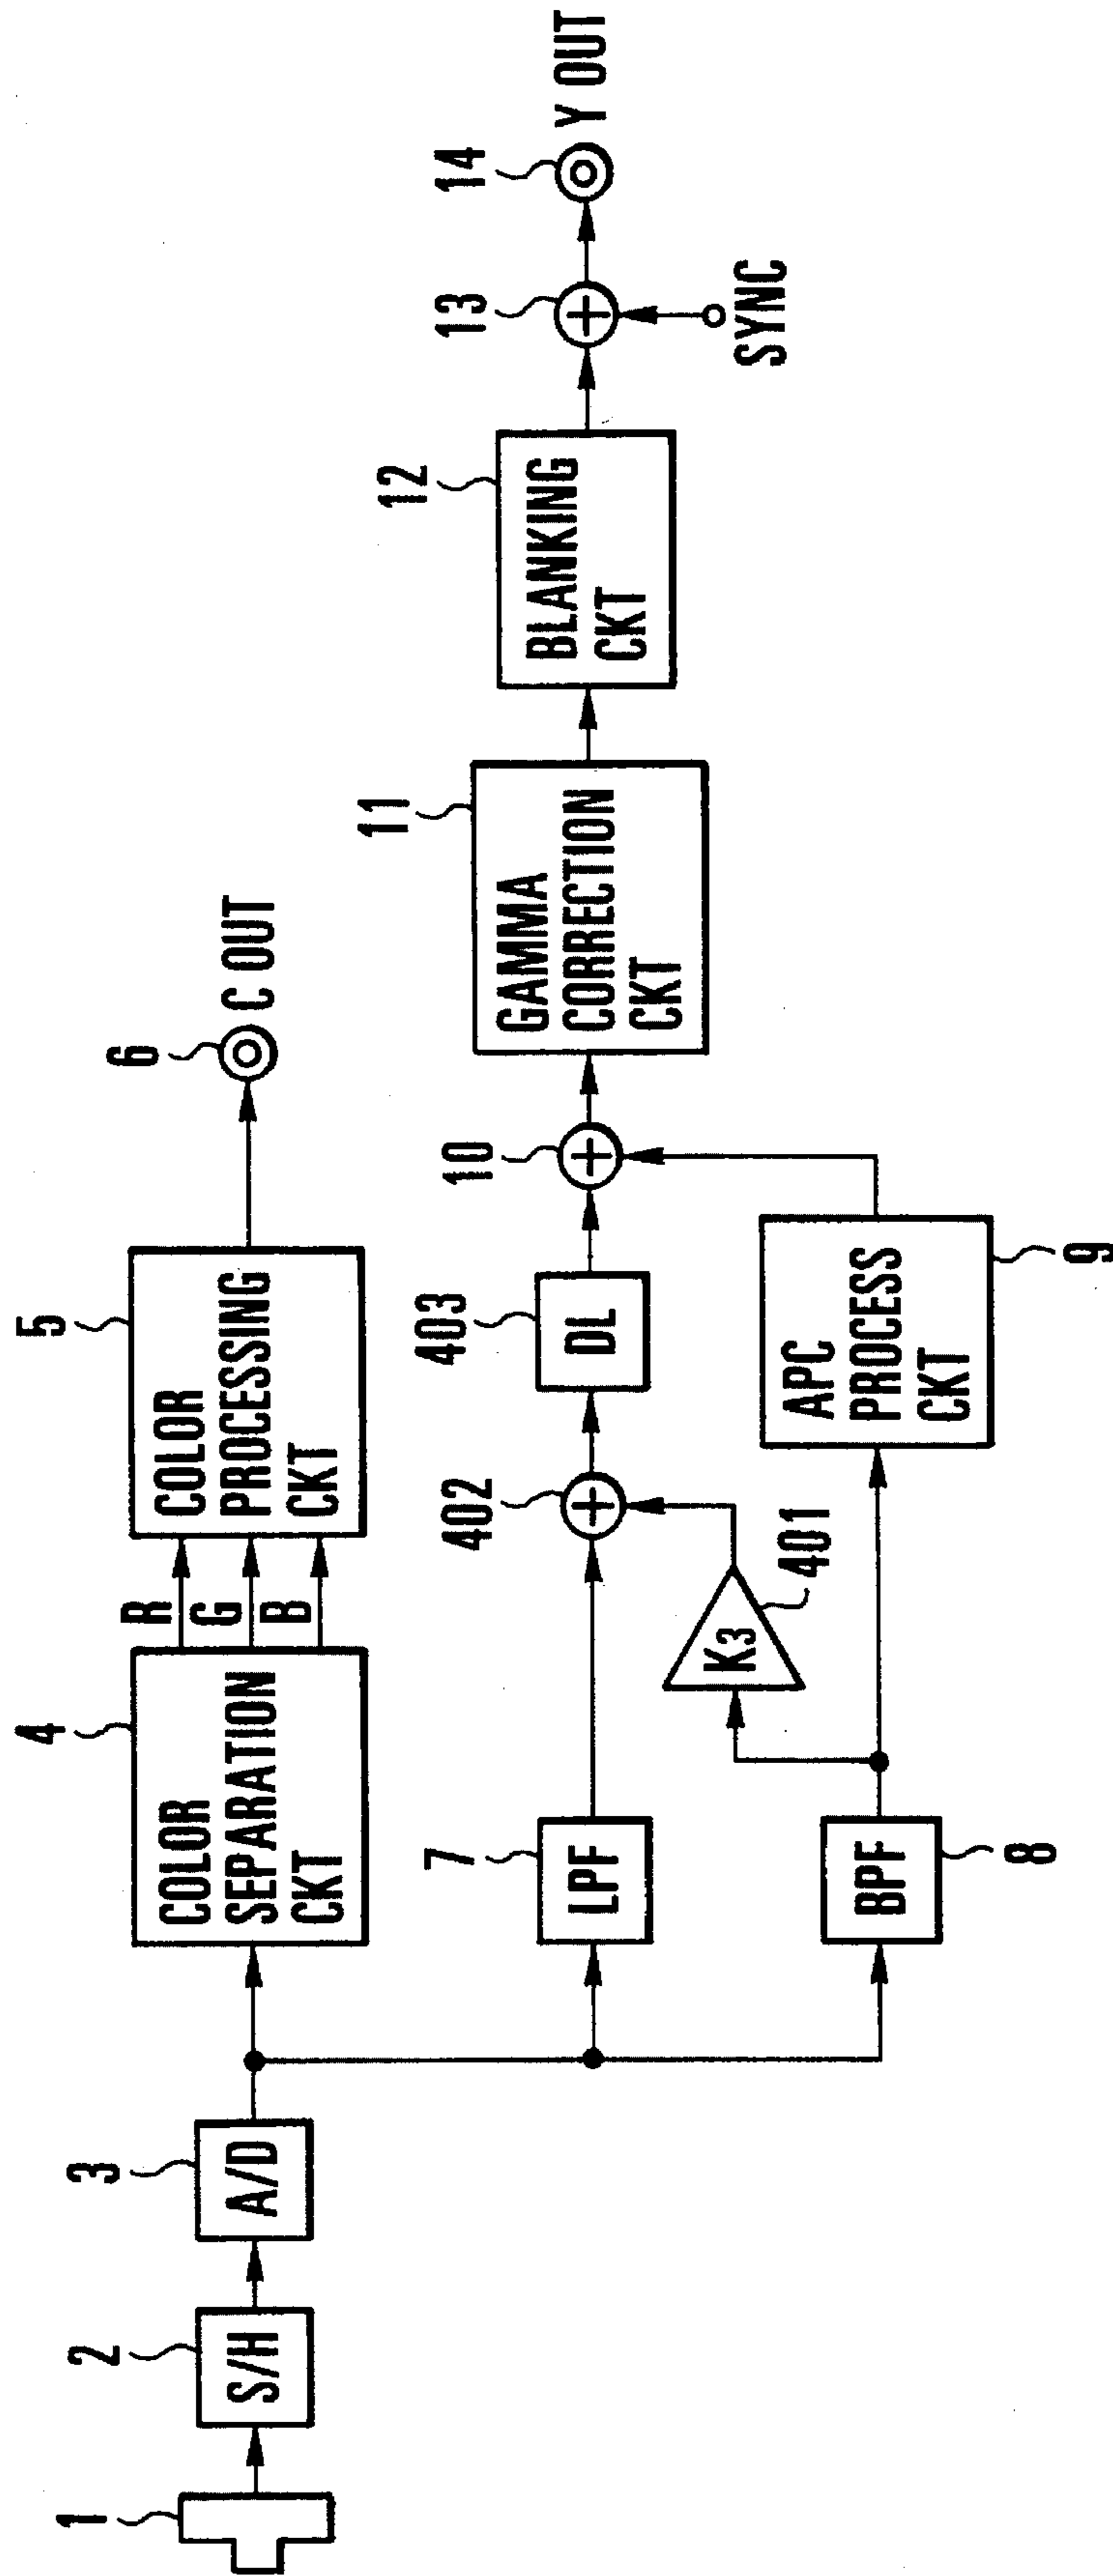 1
2
S/H
3
A/D
4
COLOR
SEPARATION
CKT
R
G
B
5
COLOR
PROCESSING
CKT
6
C OUT
7
LPF
8
BPF
K3
401
402
403
DL
APC
PROCESS
CKT
9
10
11
GAMMA
CORRECTION
CKT
12
BLANKING
CKT
13
SYNC
14
Y OUT